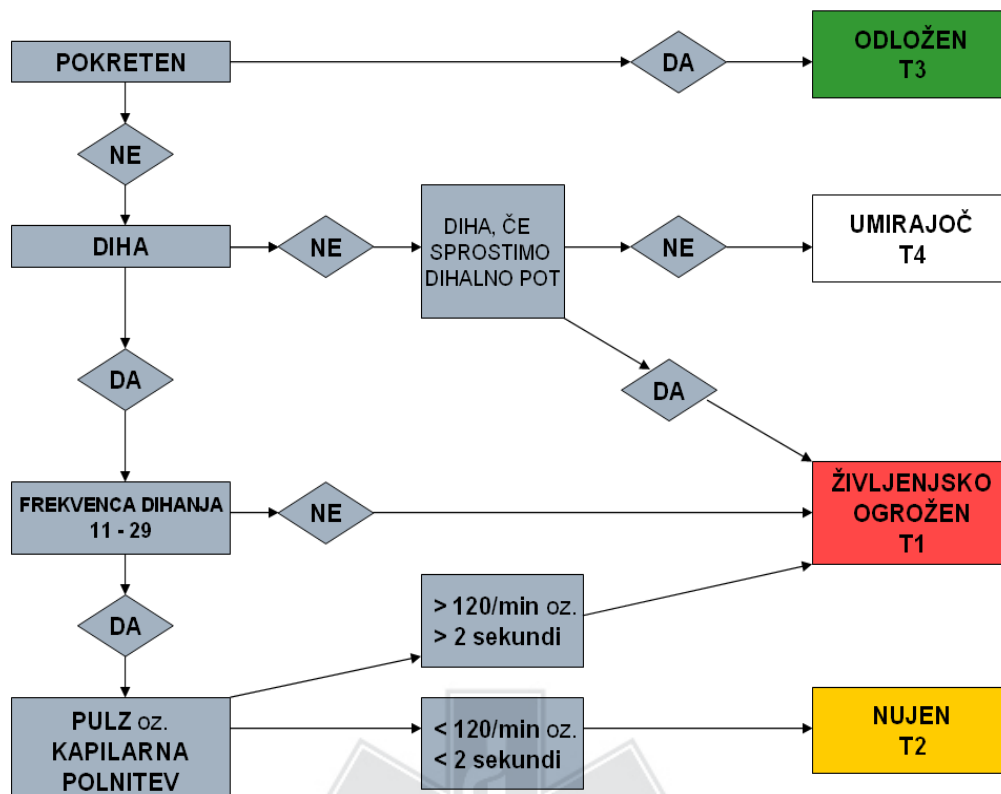 POKRETEN
DA
ODLOŽEN
T3
NE
DIHA
NE
DIHA, ČE
SPROSTIMO
DIHALNO POT
NE
UMIRAJOČ
T4
DA
DA
FREKVENCA DIHANJA
11 - 29
NE
ŽIVLJENJSKO
OGROŽEN
T1
DA
> 120/min oz.
> 2 sekundi
PULZ oz.
KAPILARNA
POLNITEV
< 120/min oz.
< 2 sekundi
NUJEN
T2